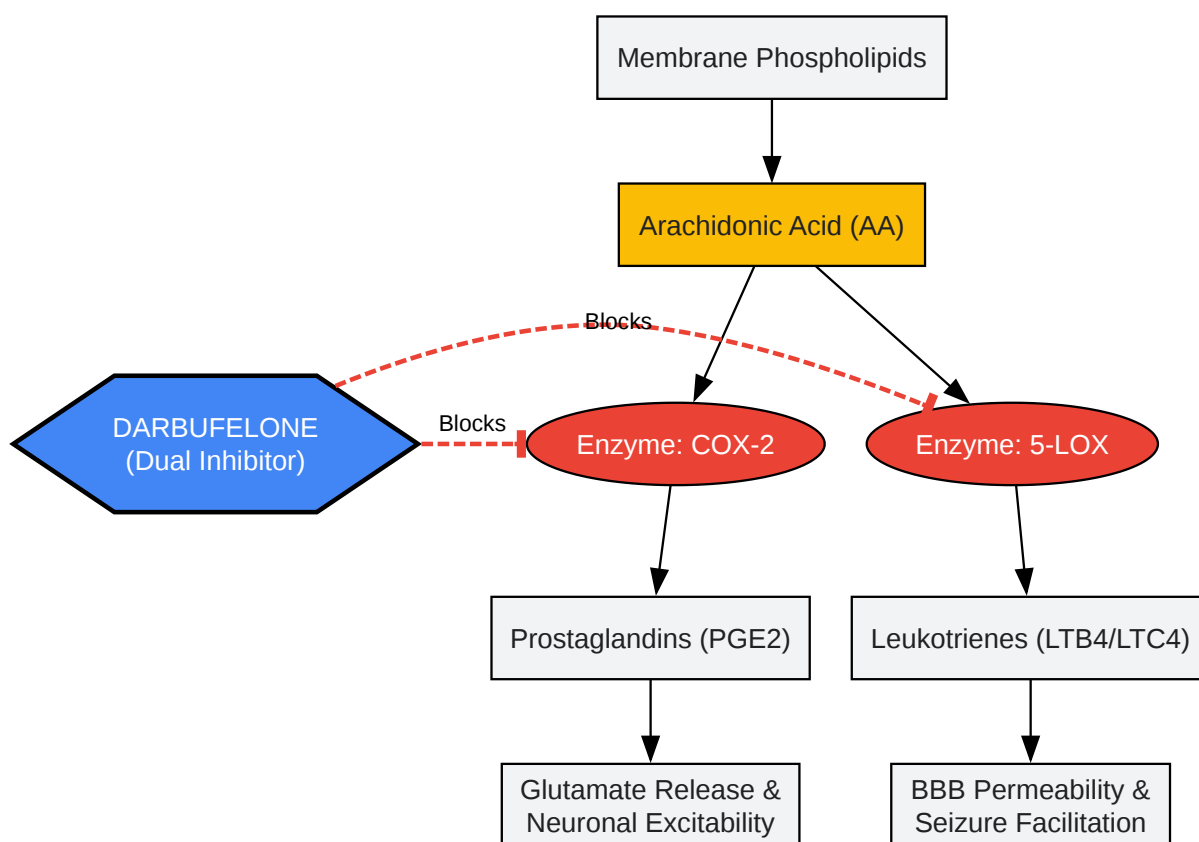 Membrane Phospholipids
Arachidonic Acid (AA)
Blocks
DARBUFELONE
(Dual Inhibitor)
Blocks
Enzyme: COX-2
Enzyme: 5-LOX
Prostaglandins (PGE2)
Leukotrienes (LTB4/LTC4)
Glutamate Release &
Neuronal Excitability
BBB Permeability &
Seizure Facilitation